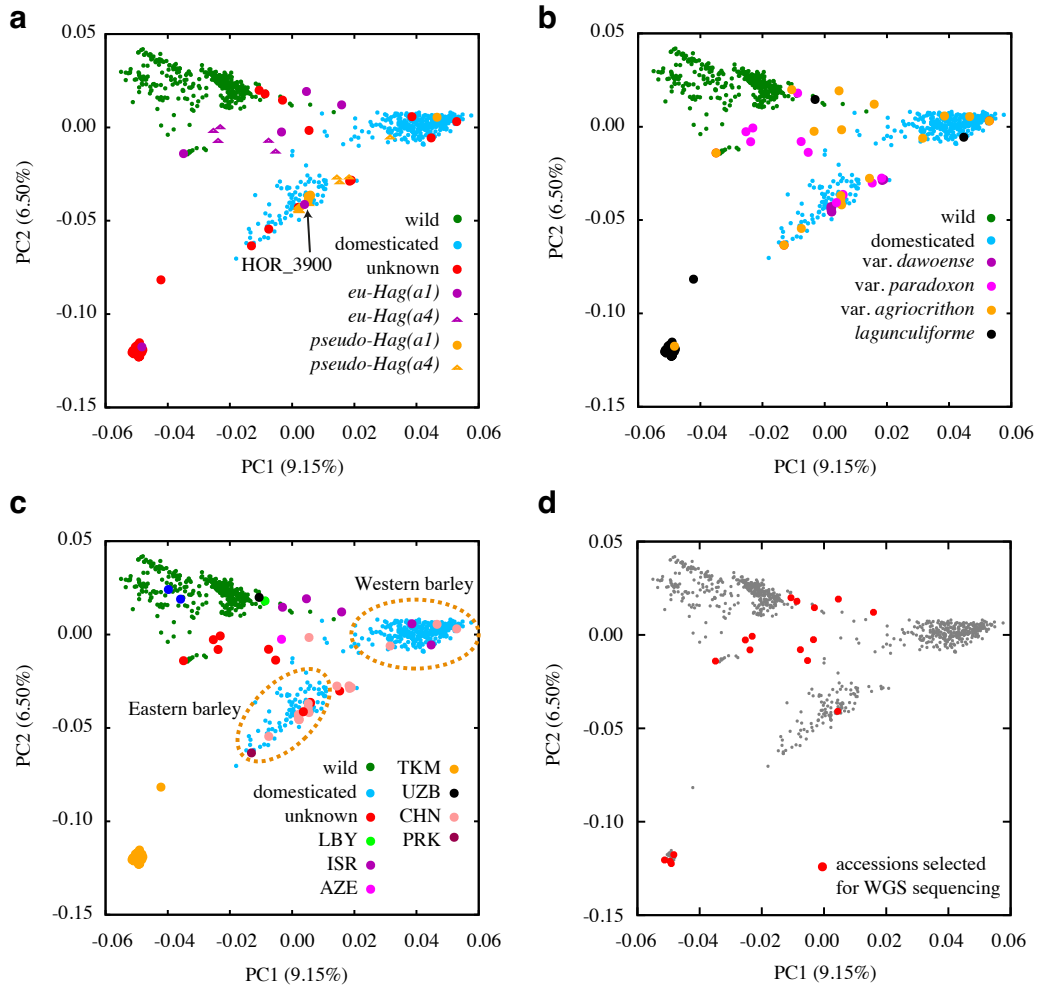 a
0.05
0.00
-0.05
-0.10
-0.15
PC2 (6.50%)
-0.06 -0.04 -0.02 0.00 0.02 0.04 0.06
PC1 (9.15%)
HOR_3900
wild
domesticated
unknown
eu-Hag(a1)
eu-Hag(a4)
pseudo-Hag(a1)
pseudo-Hag(a4)
b
0.05
0.00
-0.05
-0.10
-0.15
PC2 (6.50%)
-0.06 -0.04 -0.02 0.00 0.02 0.04 0.06
PC1 (9.15%)
wild
domesticated
var. dawoense
var. paradoxon
var. agriocrithon
lagunculiforme
c
0.05
0.00
-0.05
-0.10
-0.15
PC2 (6.50%)
-0.06 -0.04 -0.02 0.00 0.02 0.04 0.06
PC1 (9.15%)
Western barley
Eastern barley
wild
domesticated
unknown
LBY
ISR
AZE
TKM
UZB
CHN
PRK
d
0.05
0.00
-0.05
-0.10
-0.15
PC2 (6.50%)
-0.06 -0.04 -0.02 0.00 0.02 0.04 0.06
PC1 (9.15%)
accessions selected
for WGS sequencing